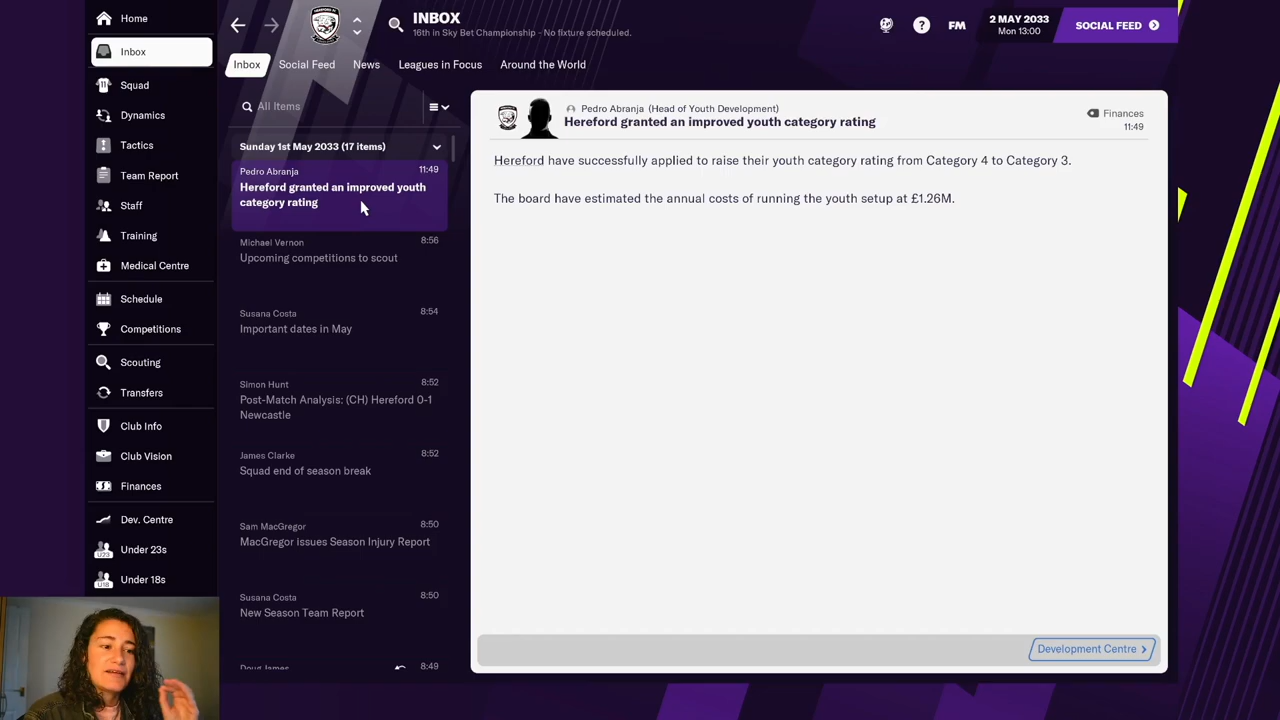 Home
Inbox
Squad
Dynamics
Tactics
Team Report
Staff
Training
Medical Centre
Schedule
Competitions
Scouting
Transfers
Club Info
Club Vision
Finances
Dev. Centre
Under 23s
Under 18s
INBOX
16th in Sky Bet Championship - No fixture scheduled.
FM
2 MAY 2033
Mon 13:00
SOCIAL FEED
Inbox Social Feed News Leagues in Focus Around the World
All Items
Sunday 1st May 2033 (17 items)
Pedro Abranja 11:49
Hereford granted an improved youth
category rating
Michael Vernon 8:56
Upcoming competitions to scout
Susana Costa 8:54
Important dates in May
Simon Hunt 8:52
Post-Match Analysis: (CH) Hereford 0-1
Newcastle
James Clarke 8:52
Squad end of season break
Sam MacGregor 8:50
MacGregor issues Season Injury Report
Susana Costa 8:50
New Season Team Report
Doug James 8:49
Pedro Abranja (Head of Youth Development)
Hereford granted an improved youth category rating
Finances
11:49
Hereford have successfully applied to raise their youth category rating from Category 4 to Category 3.
The board have estimated the annual costs of running the youth setup at £1.26M.
Development Centre